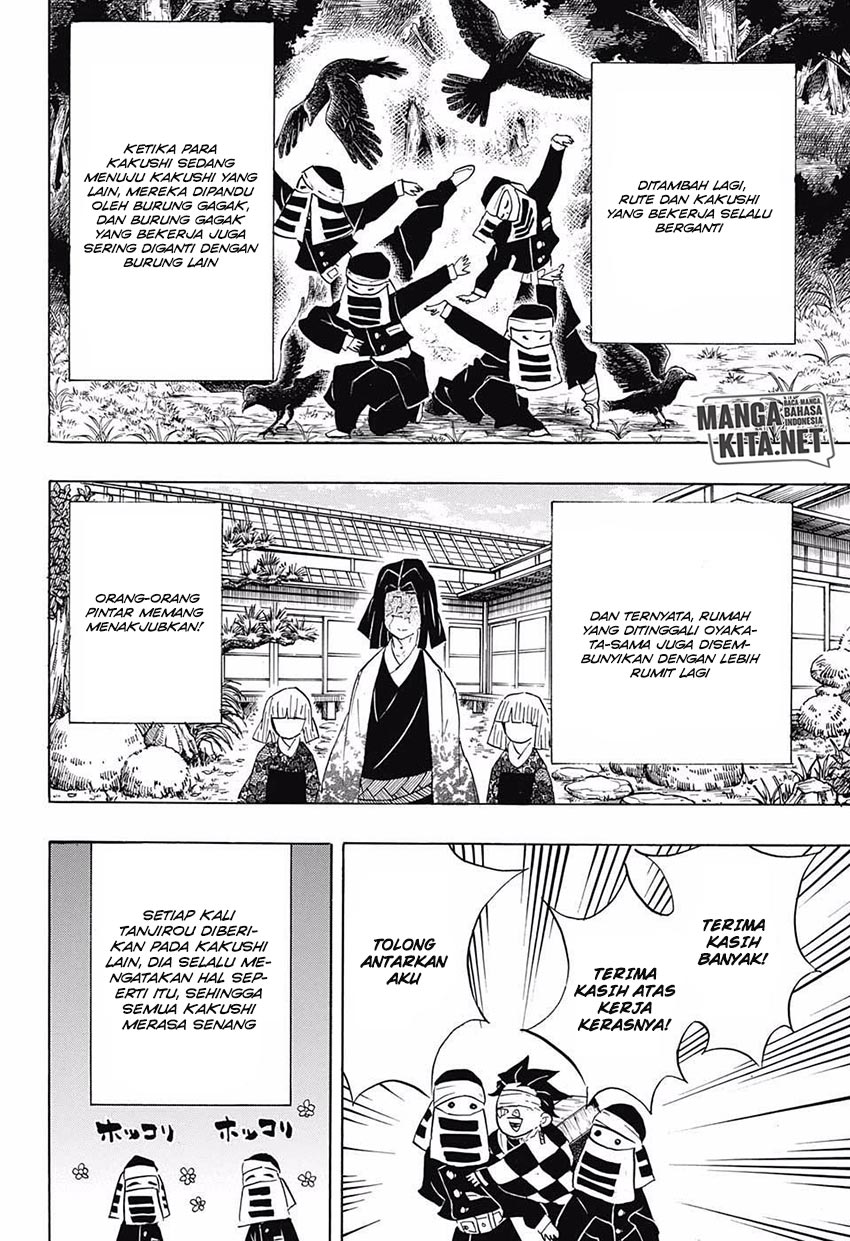 DITAMBAH LAGI,
RUTE DAN KAKUSHI
YANG BEKERJA SELALU
BERGANTI
KETIKA PARA
KAKUSHI SEDANG
MENUJU KAKUSHI YANG
LAIN, MEREKA DIPANDU
OLEH BURUNG GAGAK,
DAN BURUNG GAGAK
YANG BEKERJA JUGA
SERING DIGANTI DENGAN
BURUNG LAIN
MANGA
KITA.NET
BACA MANGA
BAHASA
INDONESIA
DAN TERNYATA, RUMAH
YANG DITINGGALI OYAKA-
TA-SAMA JUGA DISEM-
BUNYIKAN DENGAN LEBIH
RUMIT LAGI
ORANG-ORANG
PINTAR MEMANG
MENAKJUBKAN!
TERIMA
KASIH
BANYAK!
TERIMA
KASIH ATAS
KERJA
KERASNYA!
TOLONG
ANTARKAN
AKU
SETIAP KALI
TANJIROU DIBERI-
KAN PADA KAKUSHI
LAIN, DIA SELALU ME-
NGATAKAN HAL SEP-
ERTI ITU, SEHINGGA
SEMUA KAKUSHI
MERASA SENANG
ホッコリ
ホッコリ